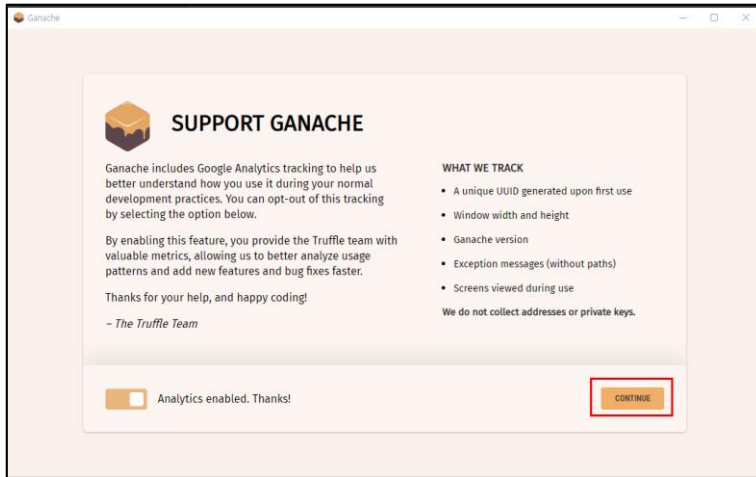 Ganache
SUPPORT GANACHE
Ganache includes Google Analytics tracking to help us
better understand how you use it during your normal
development practices. You can opt-out of this tracking
by selecting the option below.
By enabling this feature, you provide the Truffle team with
valuable metrics, allowing us to better analyze usage
patterns and add new features and bug fixes faster.
Thanks for your help, and happy coding!
– The Truffle Team
WHAT WE TRACK
• A unique UUID generated upon first use
• Window width and height
• Ganache version
• Exception messages (without paths)
• Screens viewed during use
We do not collect addresses or private keys.
Analytics enabled. Thanks!
CONTINUE